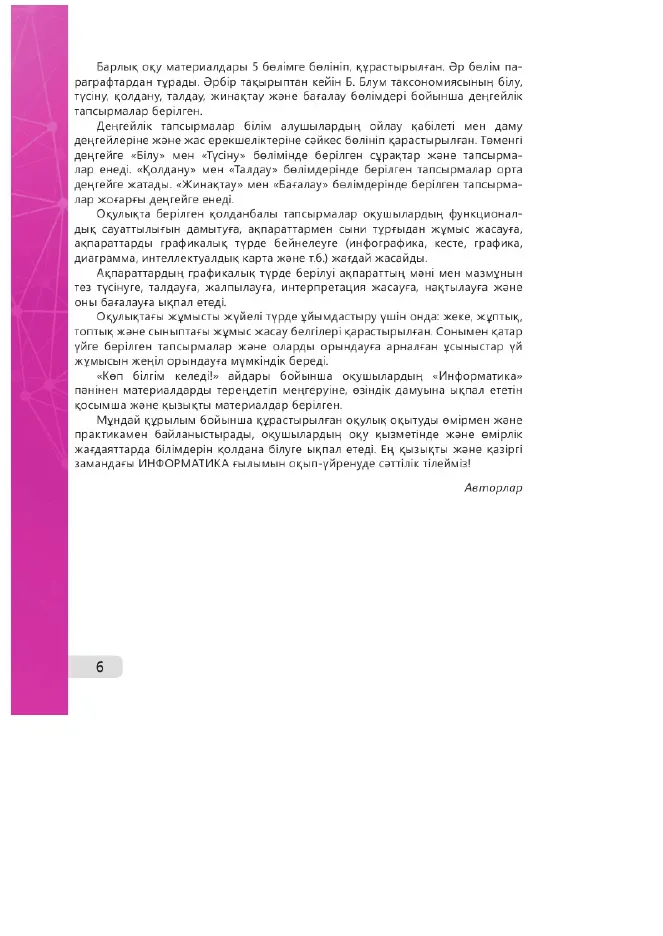 Барлық оқу материалдары 5 бөлімге бөлініп, құрастырылған. Әр бөлім па-
раграфтардан тұрады. Әрбір тақырыптан кейін Б. Блум таксономиясының білу,
түсіну, қолдану, талдау, жинақтау және бағалау бөлімдері бойынша деңгейлік
тапсырмалар берілген.
Деңгейлік тапсырмалар білім алушылардың ойлау қабілеті мен даму
деңгейлеріне және жас ерекшеліктеріне сәйкес бөлініп қарастырылған. Төменгі
деңгейге «Білу» мен «Түсіну» бөлімінде берілген сұрақтар және тапсырма-
лар енеді. «Қолдану» мен «Талдау» бөлімдерінде берілген тапсырмалар орта
деңгейге жатады. «Жинақтау» мен «Бағалау» бөлімдерінде берілген тапсырма-
лар жоғарғы деңгейге енеді.
Оқулықта берілген қолданбалы тапсырмалар оқушылардың функционал-
дық сауаттылығын дамытуға, ақпараттармен сыни тұрғыдан жұмыс жасауға,
ақпараттарды графикалық түрде бейнелеуге (инфографика, кесте, графика,
диаграмма, интеллектуалдық карта және т.б.) жағдай жасайды.
Ақпараттардың графикалық түрде берілуі ақпараттың мәні мен мазмұнын
тез түсінуге, талдауға, жалпылауға, интерпретация жасауға, нақтылауға және
оны бағалауға ықпал етеді.
Оқулықтағы жұмысты жүйелі түрде ұйымдастыру үшін онда: жеке, жұптық,
топтық және сыныптағы жұмыс жасау белгілері қарастырылған. Сонымен қатар
үйге берілген тапсырмалар және оларды орындауға арналған ұсыныстар үй
жұмысын жеңіл орындауға мүмкіндік береді.
«Көп білгім келеді!» айдары бойынша оқушылардың «Информатика»
пәнінен материалдарды тереңдетіп меңгеруіне, өзіндік дамуына ықпал ететін
қосымша және қызықты материалдар берілген.
Мұндай құрылым бойынша құрастырылған оқулық оқытуды өмірмен және
практикамен байланыстырады, оқушылардың оқу қызметінде және өмірлік
жағдаяттарда білімдерін қолдана білуге ықпал етеді. Ең қызықты және қазіргі
замандағы ИНФОРМАТИКА ғылымын оқып-үйренуде сәттілік тілейміз!
Авторлар
6